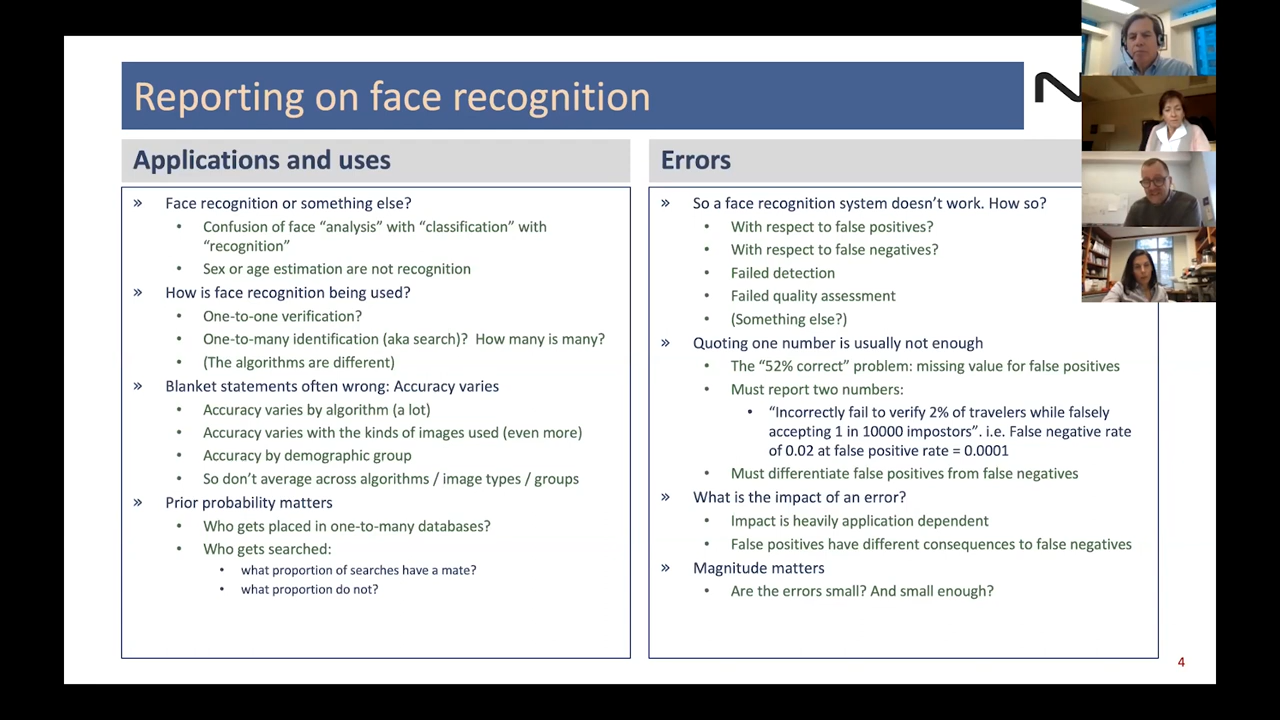 Reporting on face recognition
Applications and uses
» Face recognition or something else?
• Confusion of face “analysis” with “classification” with
“recognition”
• Sex or age estimation are not recognition
» How is face recognition being used?
• One-to-one verification?
• One-to-many identification (aka search)? How many is many?
• (The algorithms are different)
» Blanket statements often wrong: Accuracy varies
• Accuracy varies by algorithm (a lot)
• Accuracy varies with the kinds of images used (even more)
• Accuracy by demographic group
• So don’t average across algorithms / image types / groups
» Prior probability matters
• Who gets placed in one-to-many databases?
• Who gets searched:
• what proportion of searches have a mate?
• what proportion do not?
Errors
» So a face recognition system doesn’t work. How so?
• With respect to false positives?
• With respect to false negatives?
• Failed detection
• Failed quality assessment
• (Something else?)
» Quoting one number is usually not enough
• The “52% correct” problem: missing value for false positives
• Must report two numbers:
• “Incorrectly fail to verify 2% of travelers while falsely
accepting 1 in 10000 impostors”. i.e. False negative rate
of 0.02 at false positive rate = 0.0001
• Must differentiate false positives from false negatives
» What is the impact of an error?
• Impact is heavily application dependent
• False positives have different consequences to false negatives
» Magnitude matters
• Are the errors small? And small enough?
4